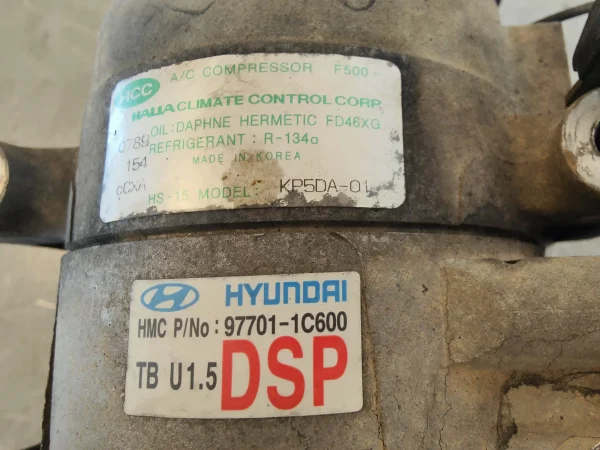 A/C COMPRESSOR F500-
HCC
HALLA CLIMATE CONTROL CORP.
OIL:DAPHNE HERMETIC FD46XG
0789
REFRIGERANT: R-134a
154
MADE IN KOREA
HS-15 MODEL: KP5DA-01
HYUNDAI
HMC P/No : 97701-1C600
TB U1.5 DSP